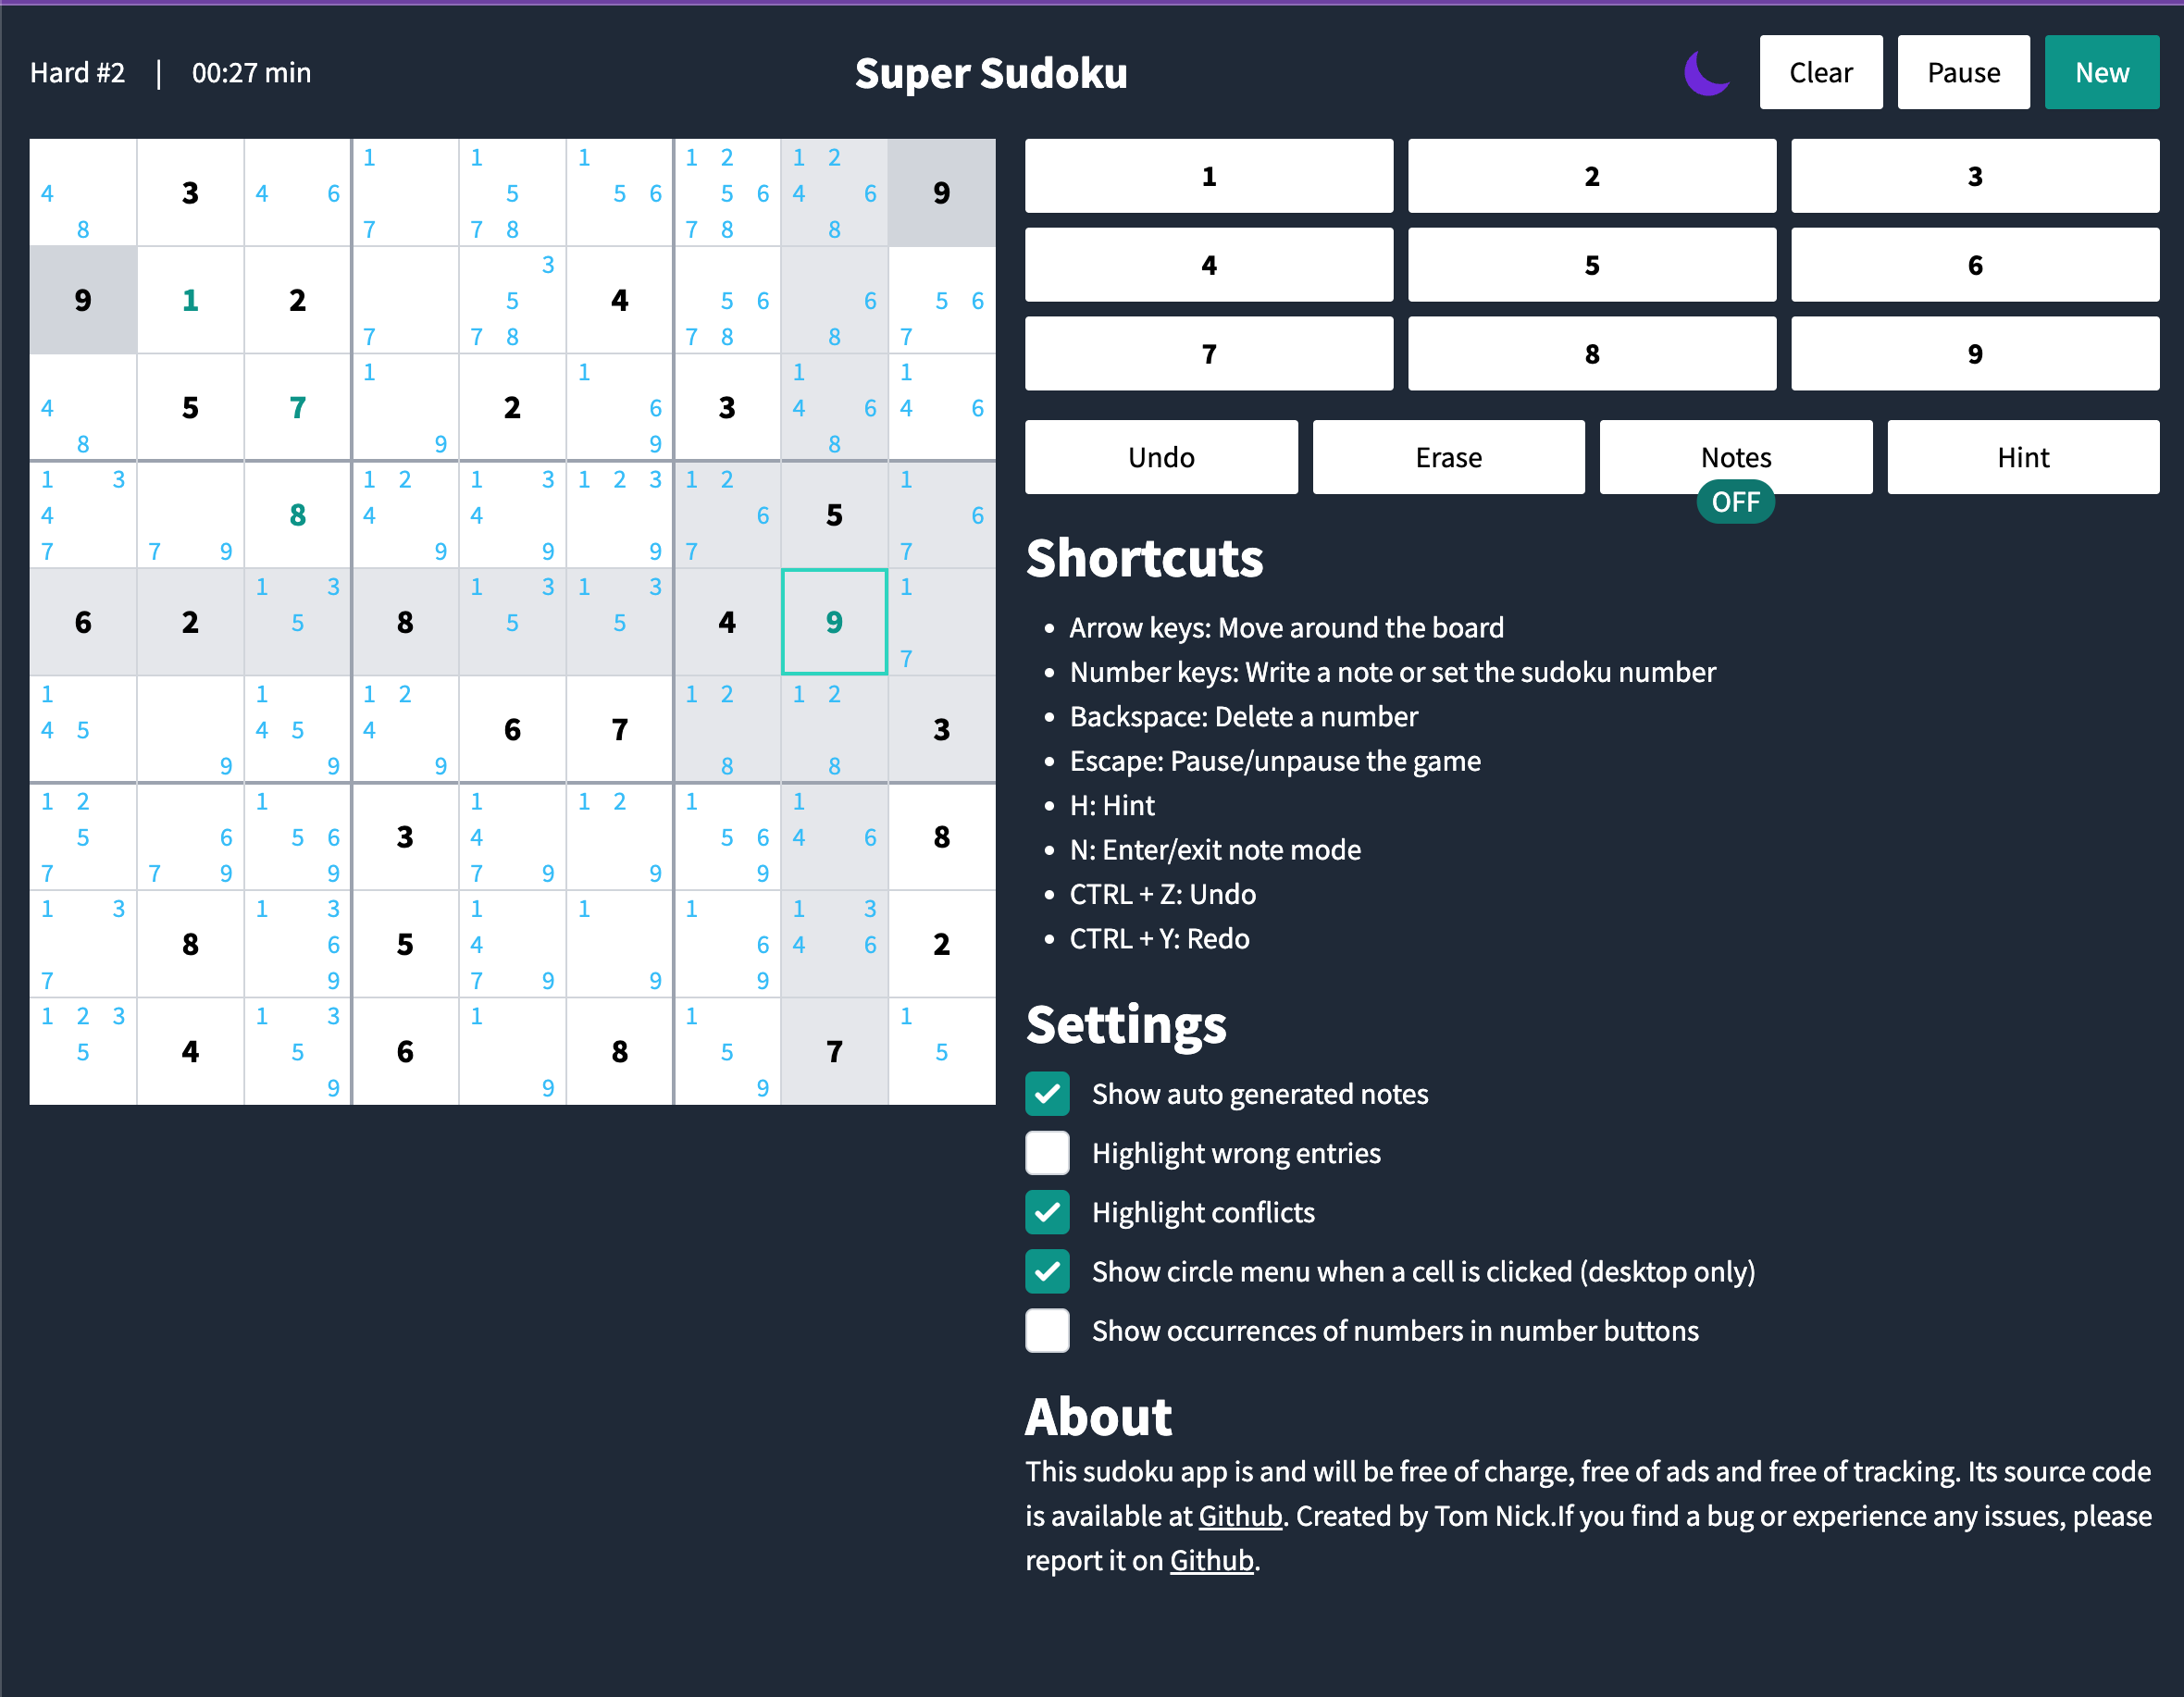 Hard #2 | 00:27 min Super Sudoku Clear Pause New
1 1 1 1 2 1 2
4 3 4 6 5 5 6 5 6 4 6 9
8 7 7 8 7 8 8
3
9 1 2 5 4 5 6 6 5 6
7 7 8 7 8 8 7
1 1 1 1
4 5 7 2 6 3 4 6 4 6
8 9 9 8
1 3 1 2 1 3 1 2 3 1 2 1
4 8 4 4 6 5 6
7 7 9 9 9 9 7 7
1 3 1 3 1 3 1
6 2 5 8 5 5 4 9
7
1 1 1 2 1 2 1 2
4 5 4 5 4 6 7 3
9 9 9 8 8
1 2 1 1 1 2 1 1
5 6 5 6 3 4 5 6 4 6 8
7 7 9 9 7 9 9 9
1 3 1 3 1 1 1 1 3
8 6 5 4 6 4 6 2
7 9 7 9 9 9
1 2 3 1 3 1 1 1
5 4 5 6 8 5 7 5
9 9 9
1 2 3
4 5 6
7 8 9
Undo Erase Notes Hint
OFF
Shortcuts
• Arrow keys: Move around the board
• Number keys: Write a note or set the sudoku number
• Backspace: Delete a number
• Escape: Pause/unpause the game
• H: Hint
• N: Enter/exit note mode
• CTRL + Z: Undo
• CTRL + Y: Redo
Settings
Show auto generated notes
Highlight wrong entries
Highlight conflicts
Show circle menu when a cell is clicked (desktop only)
Show occurrences of numbers in number buttons
About
This sudoku app is and will be free of charge, free of ads and free of tracking. Its source code
is available at Github. Created by Tom Nick.If you find a bug or experience any issues, please
report it on Github.